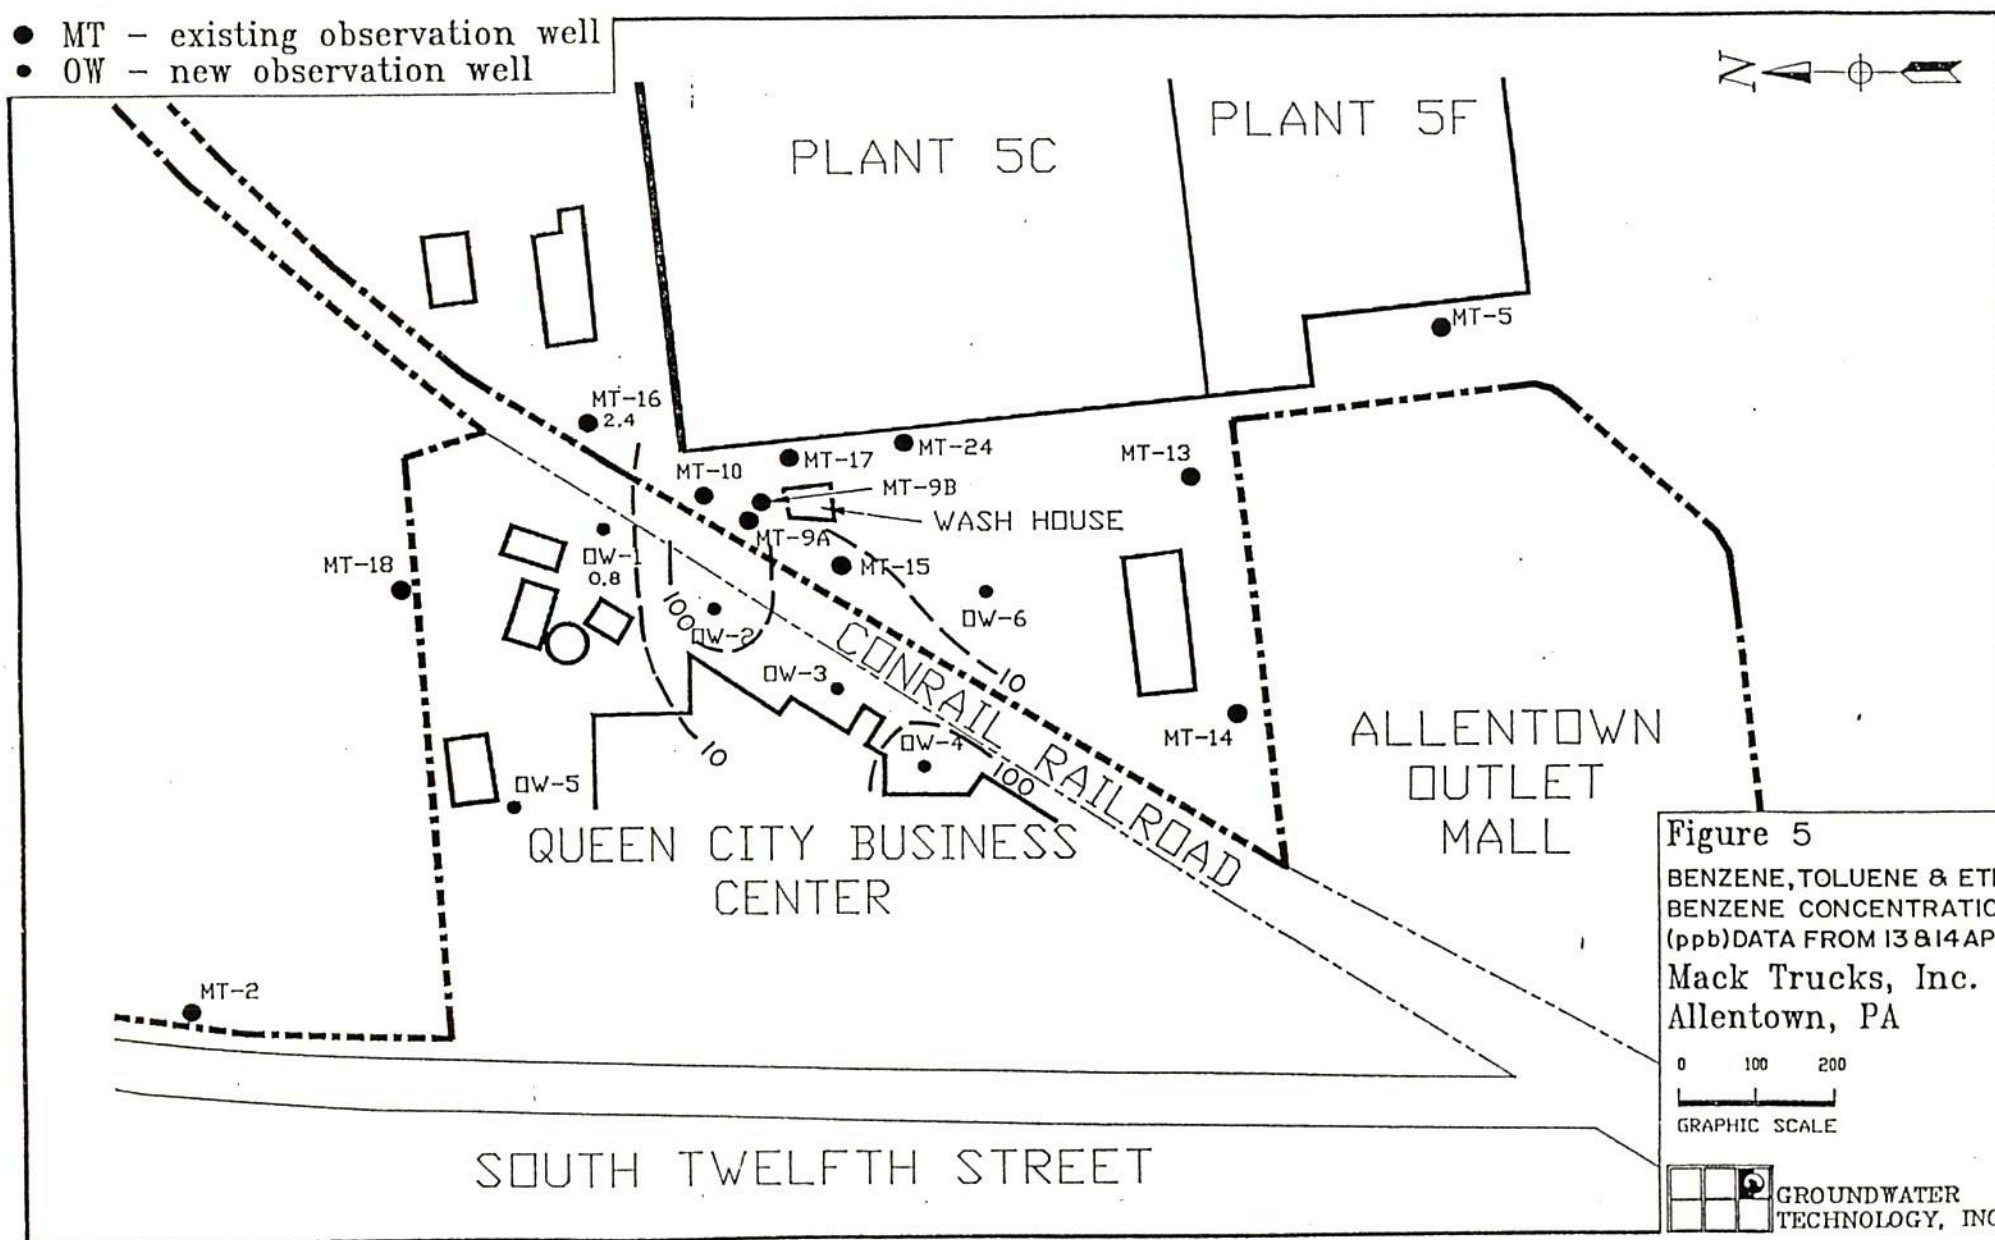 ● MT - existing observation well
● OW - new observation well
N
PLANT 5C
PLANT 5F
MT-5
MT-16
2.4
MT-10
MT-17
MT-24
MT-13
MT-9B
WASH HOUSE
MT-9A
OW-1
0.8
MT-18
MT-15
100
OW-2
OW-6
OW-3
10
CONRAIL RAILROAD
OW-4
100
10
MT-14
OW-5
ALLENTOWN
OUTLET
MALL
QUEEN CITY BUSINESS
CENTER
MT-2
SOUTH TWELFTH STREET
Figure 5
BENZENE, TOLUENE & ET
BENZENE CONCENTRATIO
(ppb) DATA FROM 13 & 14 AP
Mack Trucks, Inc.
Allentown, PA
0 100 200
GRAPHIC SCALE
GROUNDWATER
TECHNOLOGY, INC